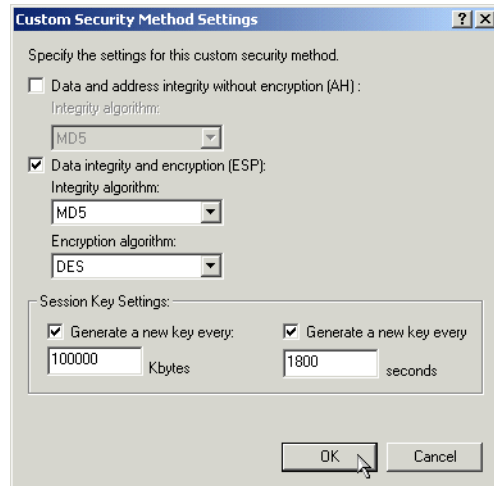 Custom Security Method Settings
Specify the settings for this custom security method.
Data and address integrity without encryption (AH) :
Integrity algorithm:
MD5
Data integrity and encryption (ESP):
Integrity algorithm:
MD5
Encryption algorithm:
DES
Session Key Settings:
Generate a new key every: Generate a new key every
100000 Kbytes 1800 seconds
OK Cancel